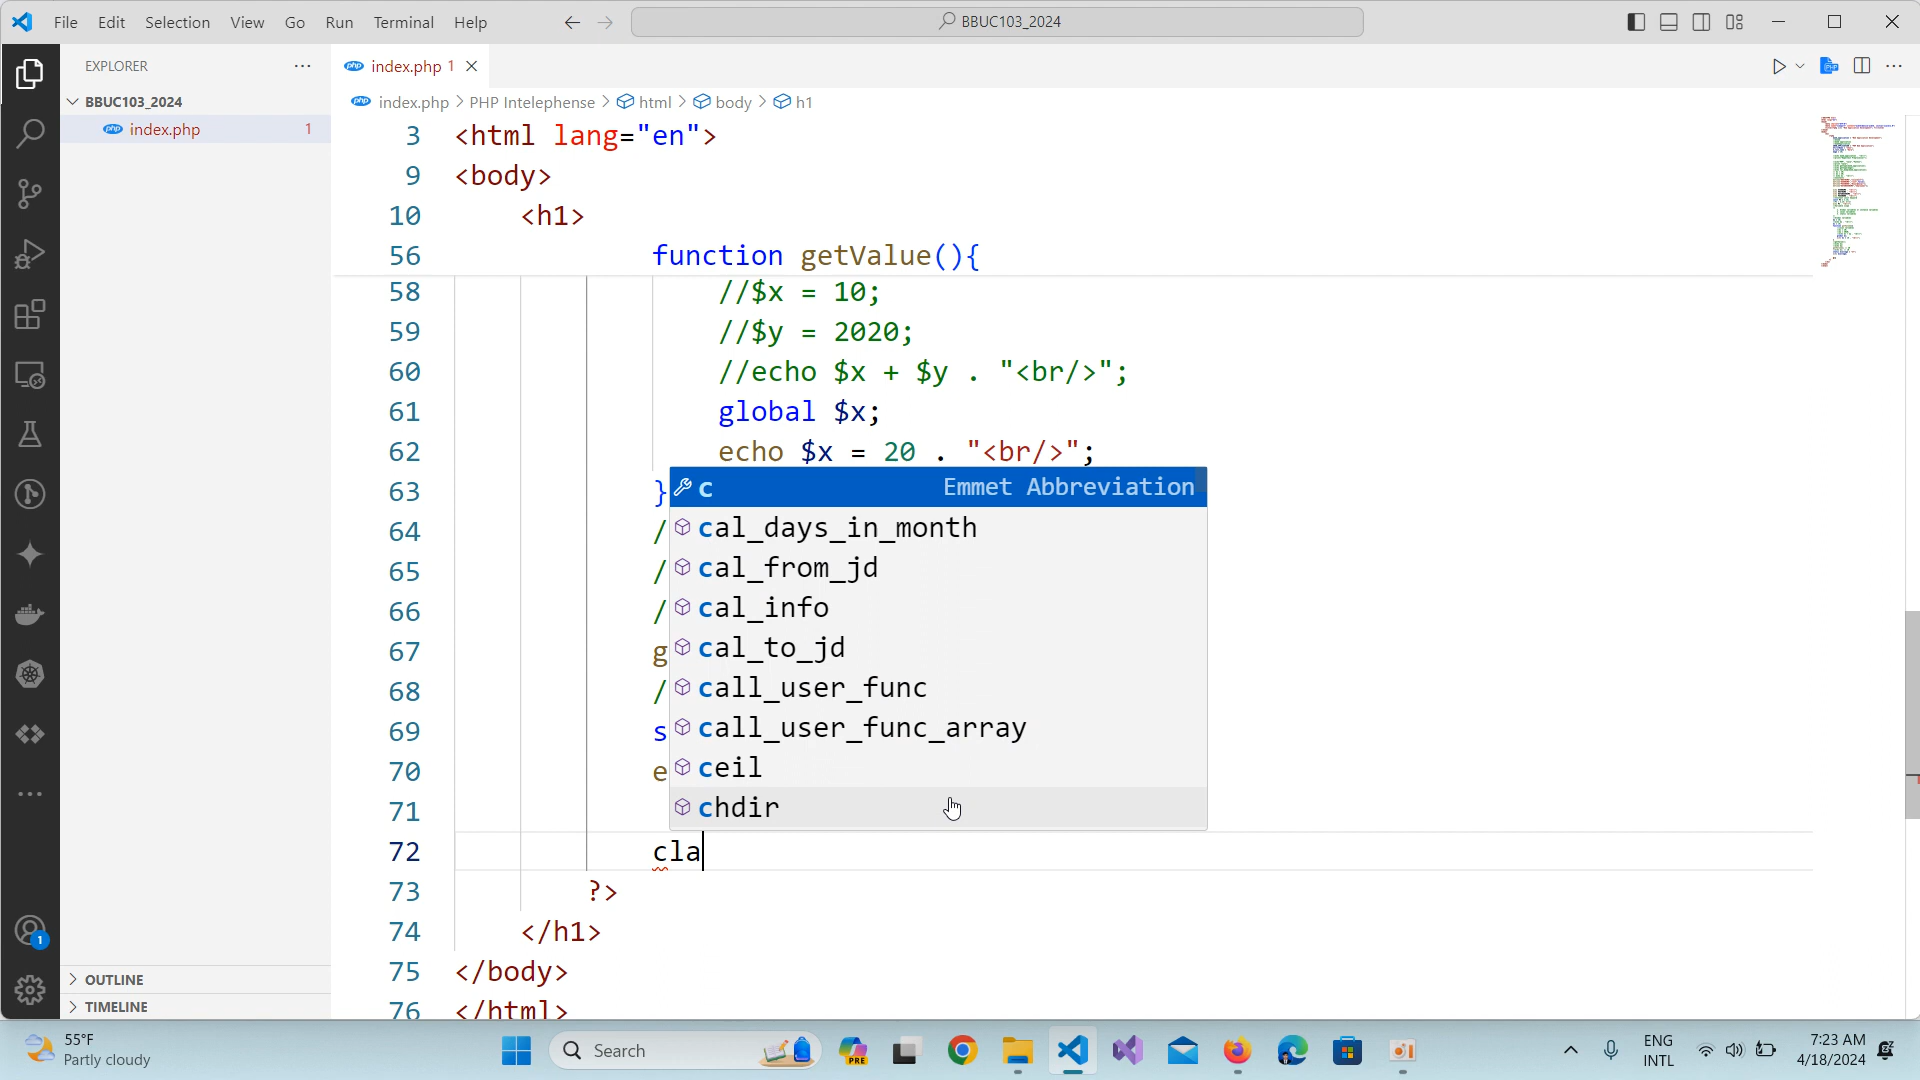 File Edit Selection View Go Run Terminal Help
BBUC103_2024
EXPLORER
index.php 1
BBUC103_2024
index.php 1
index.php > PHP Intelephense > html > body > h1
3 <html lang="en">
9 <body>
10 <h1>
56 function getValue(){
58 //$x = 10;
59 //$y = 2020;
60 //echo $x + $y . "<br/>";
61 global $x;
62 echo $x = 20 . "<br/>";
63 }
c Emmet Abbreviation
64 /
cal_days_in_month
65 /
cal_from_jd
66 /
cal_info
67 g
cal_to_jd
68 /
call_user_func
69 s
call_user_func_array
70 e
ceil
71
chdir
72 cla
73 ?>
74 </h1>
75 </body>
76 </html>
1
OUTLINE
TIMELINE
55°F
Partly cloudy
Search
PRE
ENG
INTL
7:23 AM
4/18/2024